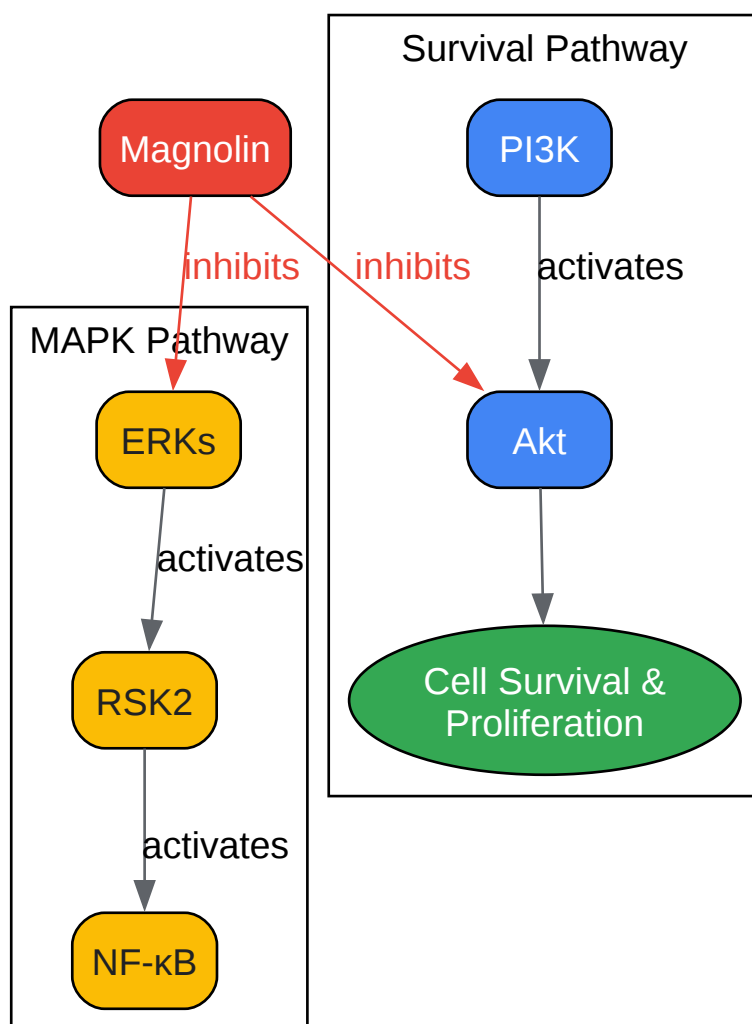 Survival Pathway
Magnolin
PI3K
inhibits
inhibits
activates
MAPK Pathway
ERKs
Akt
activates
RSK2
Cell Survival &
Proliferation
activates
NF-κB